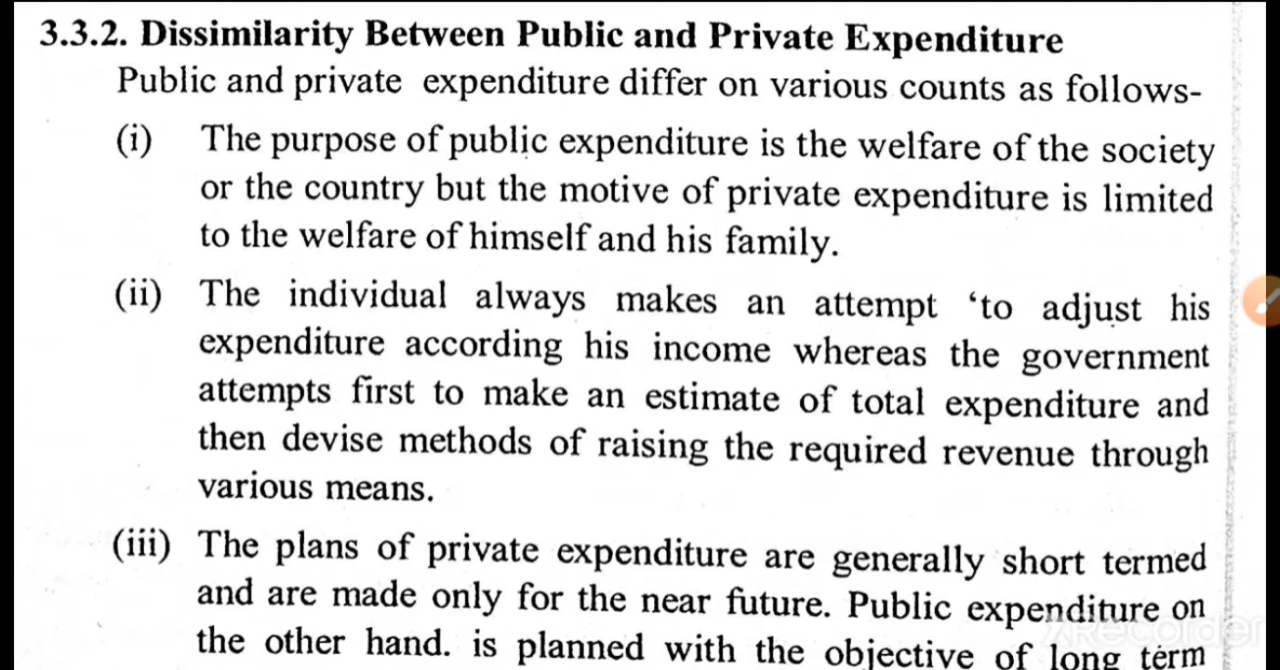 3.3.2. Dissimilarity Between Public and Private Expenditure
Public and private expenditure differ on various counts as follows-
(i) The purpose of public expenditure is the welfare of the society
or the country but the motive of private expenditure is limited
to the welfare of himself and his family.
(ii) The individual always makes an attempt ‘to adjust his
expenditure according his income whereas the government
attempts first to make an estimate of total expenditure and
then devise methods of raising the required revenue through
various means.
(iii) The plans of private expenditure are generally short termed
and are made only for the near future. Public expenditure on
the other hand. is planned with the objective of long term